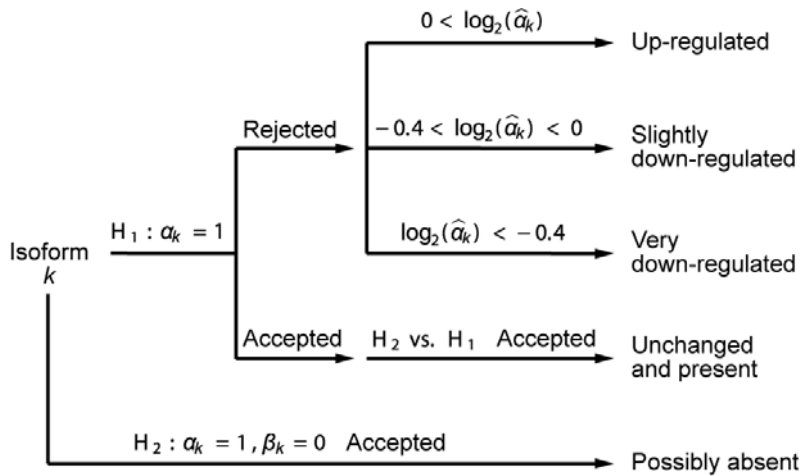 0 < log₂(α̂ₖ)
Up-regulated
Rejected
−0.4 < log₂(α̂ₖ) < 0
Slightly
down-regulated
H₁ : αₖ = 1
log₂(α̂ₖ) < −0.4
Very
down-regulated
Isoform
k
Accepted
H₂ vs. H₁ Accepted
Unchanged
and present
H₂ : αₖ = 1 , βₖ = 0 Accepted
Possibly absent